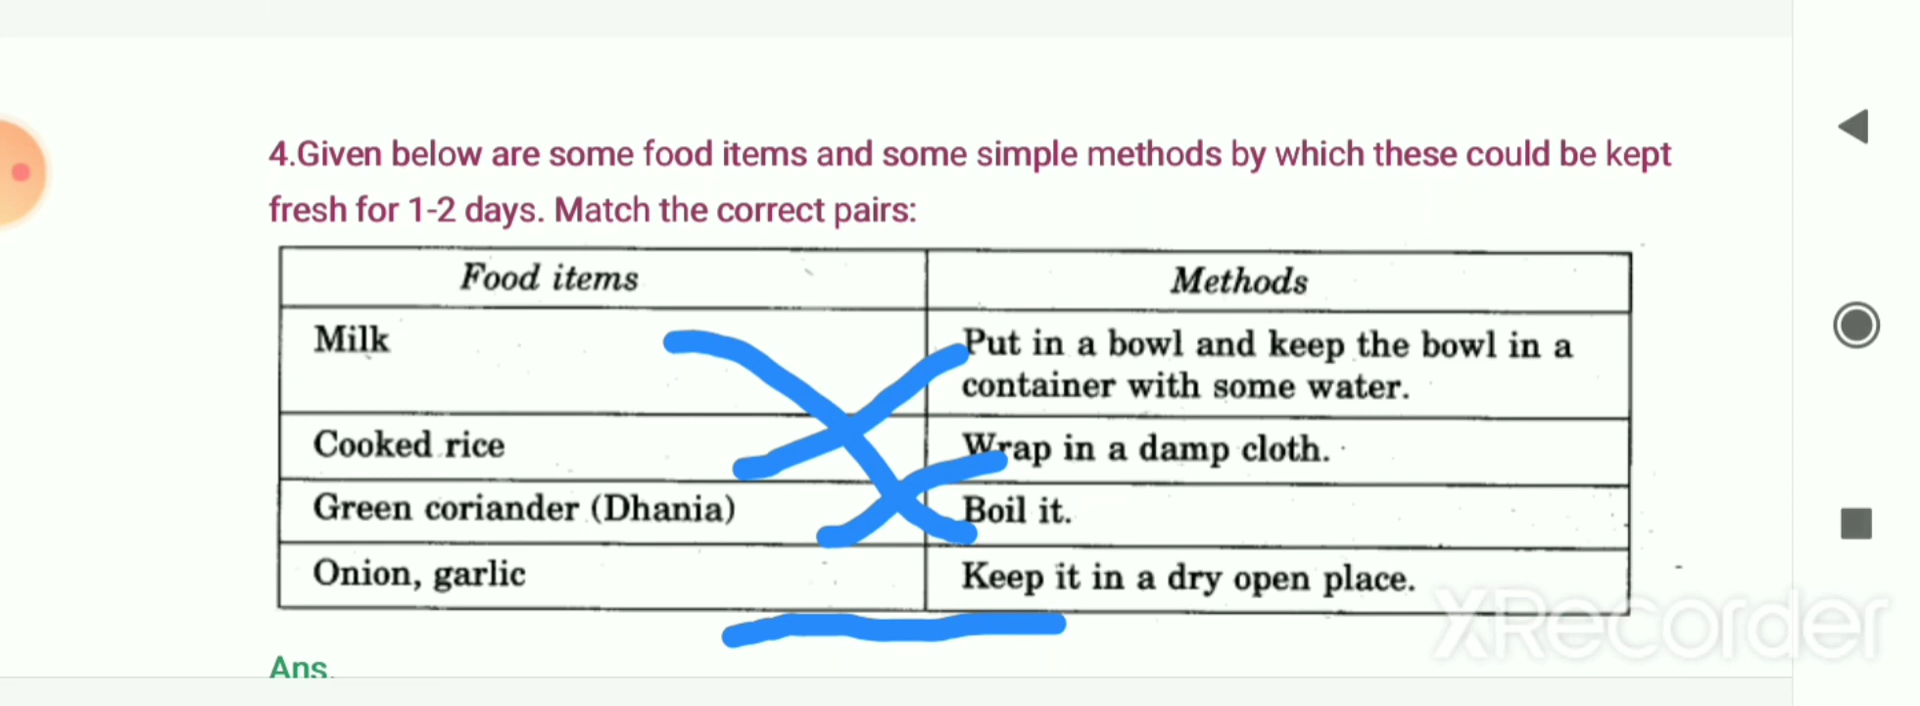 4.Given below are some food items and some simple methods by which these could be kept
fresh for 1-2 days. Match the correct pairs:
Food items Methods
Milk Put in a bowl and keep the bowl in a
container with some water.
Cooked rice Wrap in a damp cloth.
Green coriander (Dhania) Boil it.
Onion, garlic Keep it in a dry open place.
XRecorder
Ans.